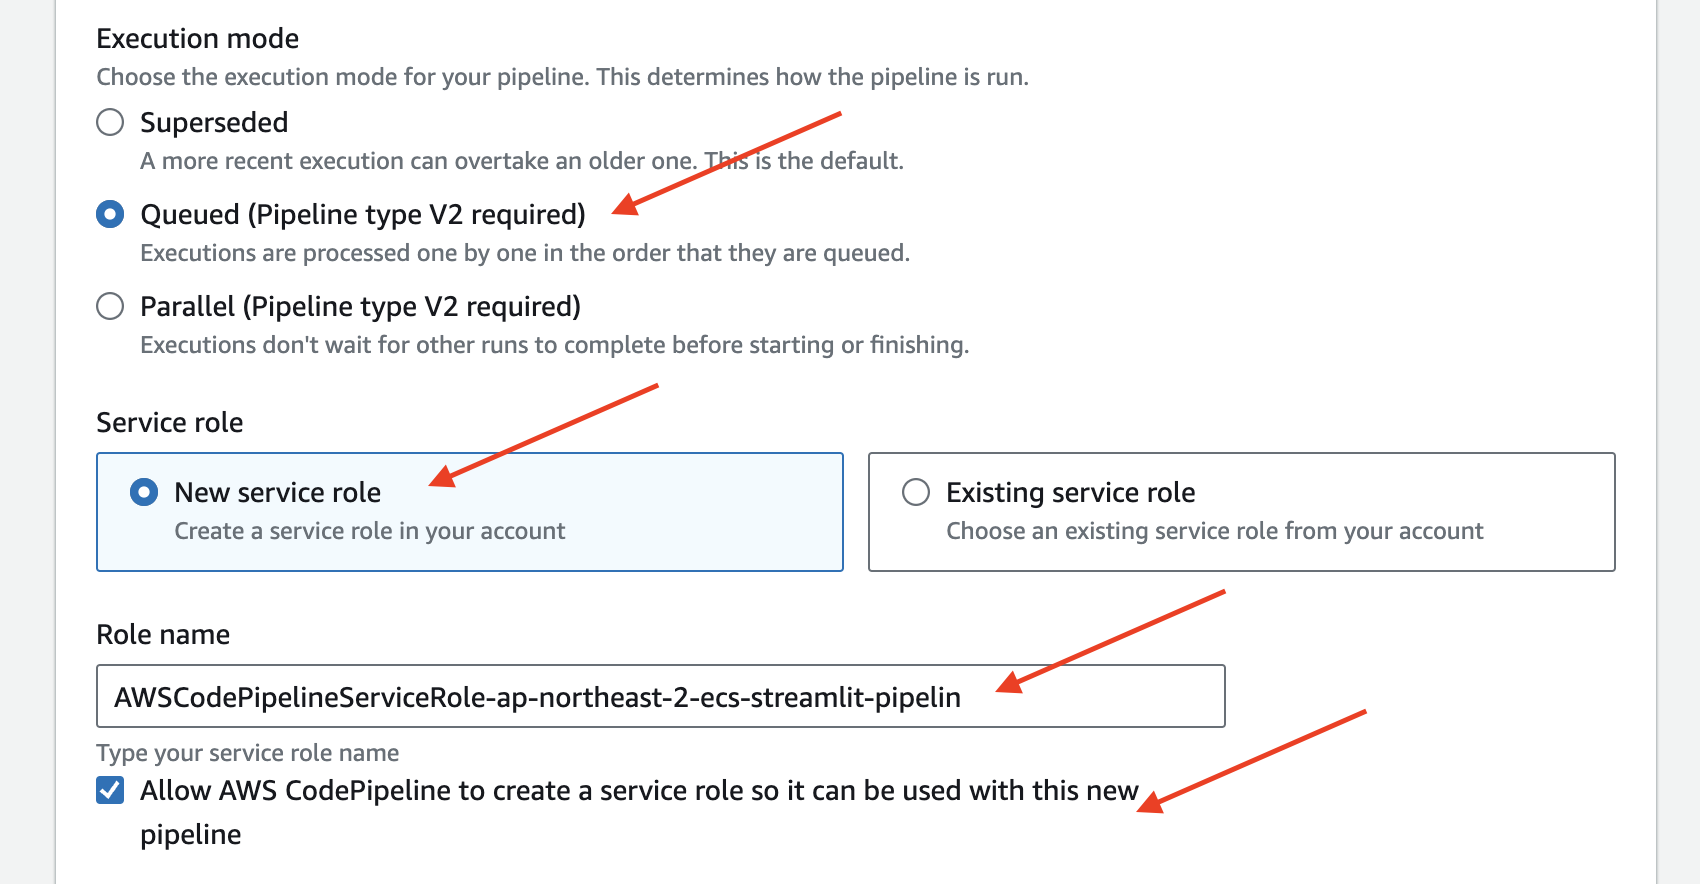 Execution mode
Choose the execution mode for your pipeline. This determines how the pipeline is run.
Superseded
A more recent execution can overtake an older one. This is the default.
Queued (Pipeline type V2 required)
Executions are processed one by one in the order that they are queued.
Parallel (Pipeline type V2 required)
Executions don't wait for other runs to complete before starting or finishing.
Service role
New service role
Create a service role in your account
Existing service role
Choose an existing service role from your account
Role name
AWSCodePipelineServiceRole-ap-northeast-2-ecs-streamlit-pipelin
Type your service role name
Allow AWS CodePipeline to create a service role so it can be used with this new
pipeline